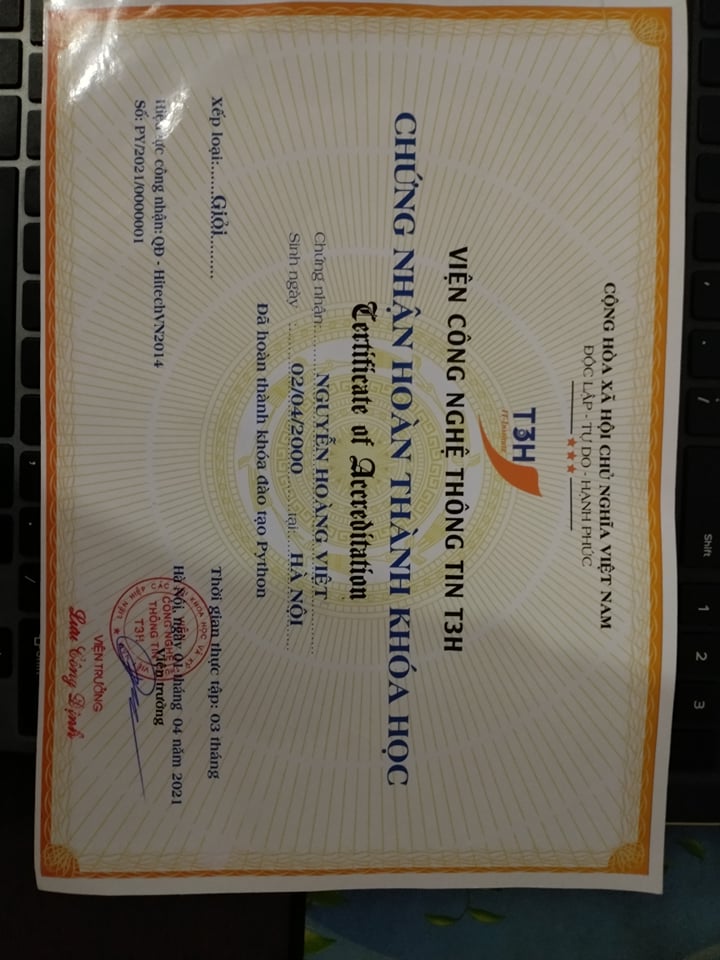 Shift
1 2 3
CỘNG HÒA XÃ HỘI CHỦ NGHĨA VIỆT NAM
ĐỘC LẬP - TỰ DO - HẠNH PHÚC
T3H
IT-Institute
VIỆN CÔNG NGHỆ THÔNG TIN T3H
CHỨNG NHẬN HOÀN THÀNH KHÓA HỌC
Certificate of Accreditation
Chứng nhận:......NGUYỄN HOÀNG VIỆT......
Sinh ngày :......02/04/2000......tại:...HÀ NỘI....
Đã hoàn thành khóa đào tạo Python
Xếp loại:......Giỏi........
Thời gian thực tập: 03 tháng
Hà Nội, ngày 01 tháng 04 năm 2021
Viện trưởng
Hiệu lực công nhận: QĐ - HitechVN2014
Số: PY/2021/0000001
VIỆN
CÔNG NGHỆ
THÔNG TIN
T3H
VIỆN TRƯỞNG
Lưu Công Định